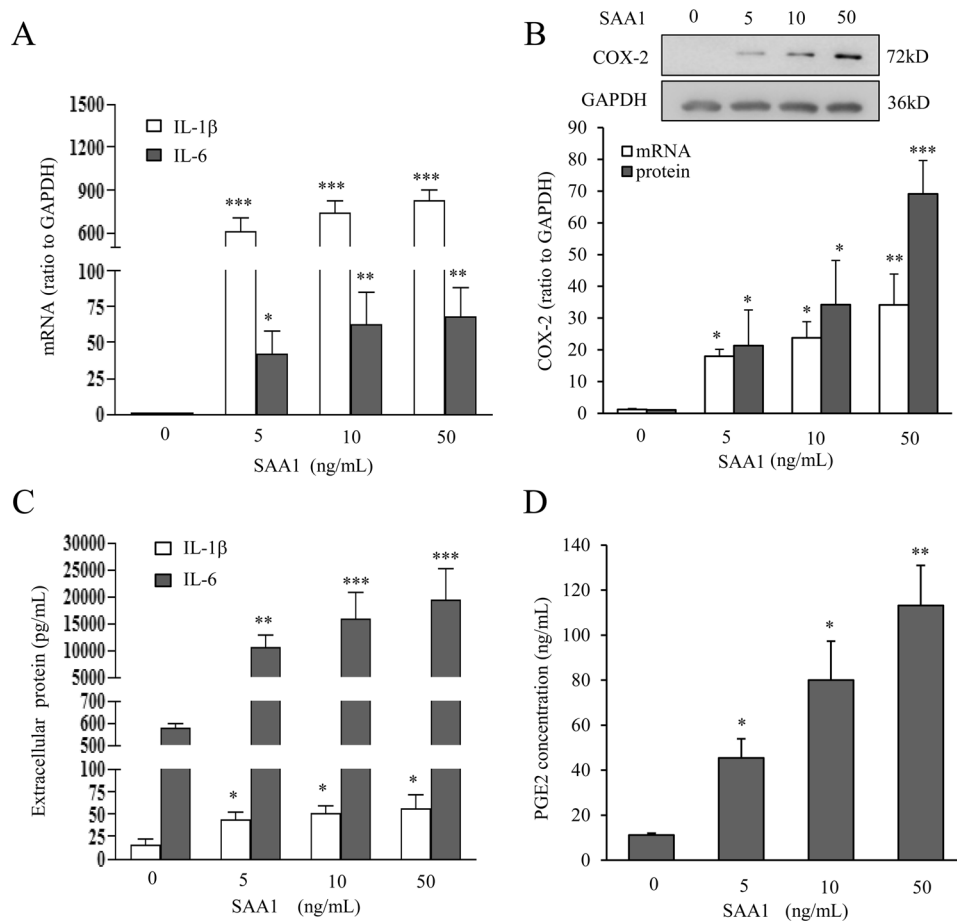 A
1500
1200
900
600
100
75
50
25
0
mRNA (ratio to GAPDH)
IL-1β
IL-6
***
***
***
*
**
**
0 5 10 50
SAA1 (ng/mL)
B
SAA1 0 5 10 50
COX-2 72kD
GAPDH 36kD
90
80
70
60
50
40
30
20
10
0
COX-2 (ratio to GAPDH)
mRNA
protein
***
**
*
*
*
*
0 5 10 50
SAA1 (ng/mL)
C
30000
25000
20000
15000
10000
5000
700
600
500
100
75
50
25
0
Extracellular protein (pg/mL)
IL-1β
IL-6
**
***
***
*
*
*
0 5 10 50
SAA1 (ng/mL)
D
140
120
100
80
60
40
20
0
PGE2 concentration (ng/mL)
*
*
**
0 5 10 50
SAA1 (ng/mL)